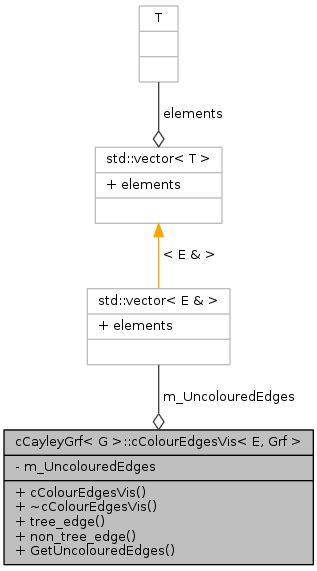 T
elements
std::vector< T >
+ elements
< E & >
std::vector< E & >
+ elements
m_UncolouredEdges
cCayleyGrf< G >::cColourEdgesVis< E, Grf >
- m_UncolouredEdges
+ cColourEdgesVis()
+ ~cColourEdgesVis()
+ tree_edge()
+ non_tree_edge()
+ GetUncolouredEdges()